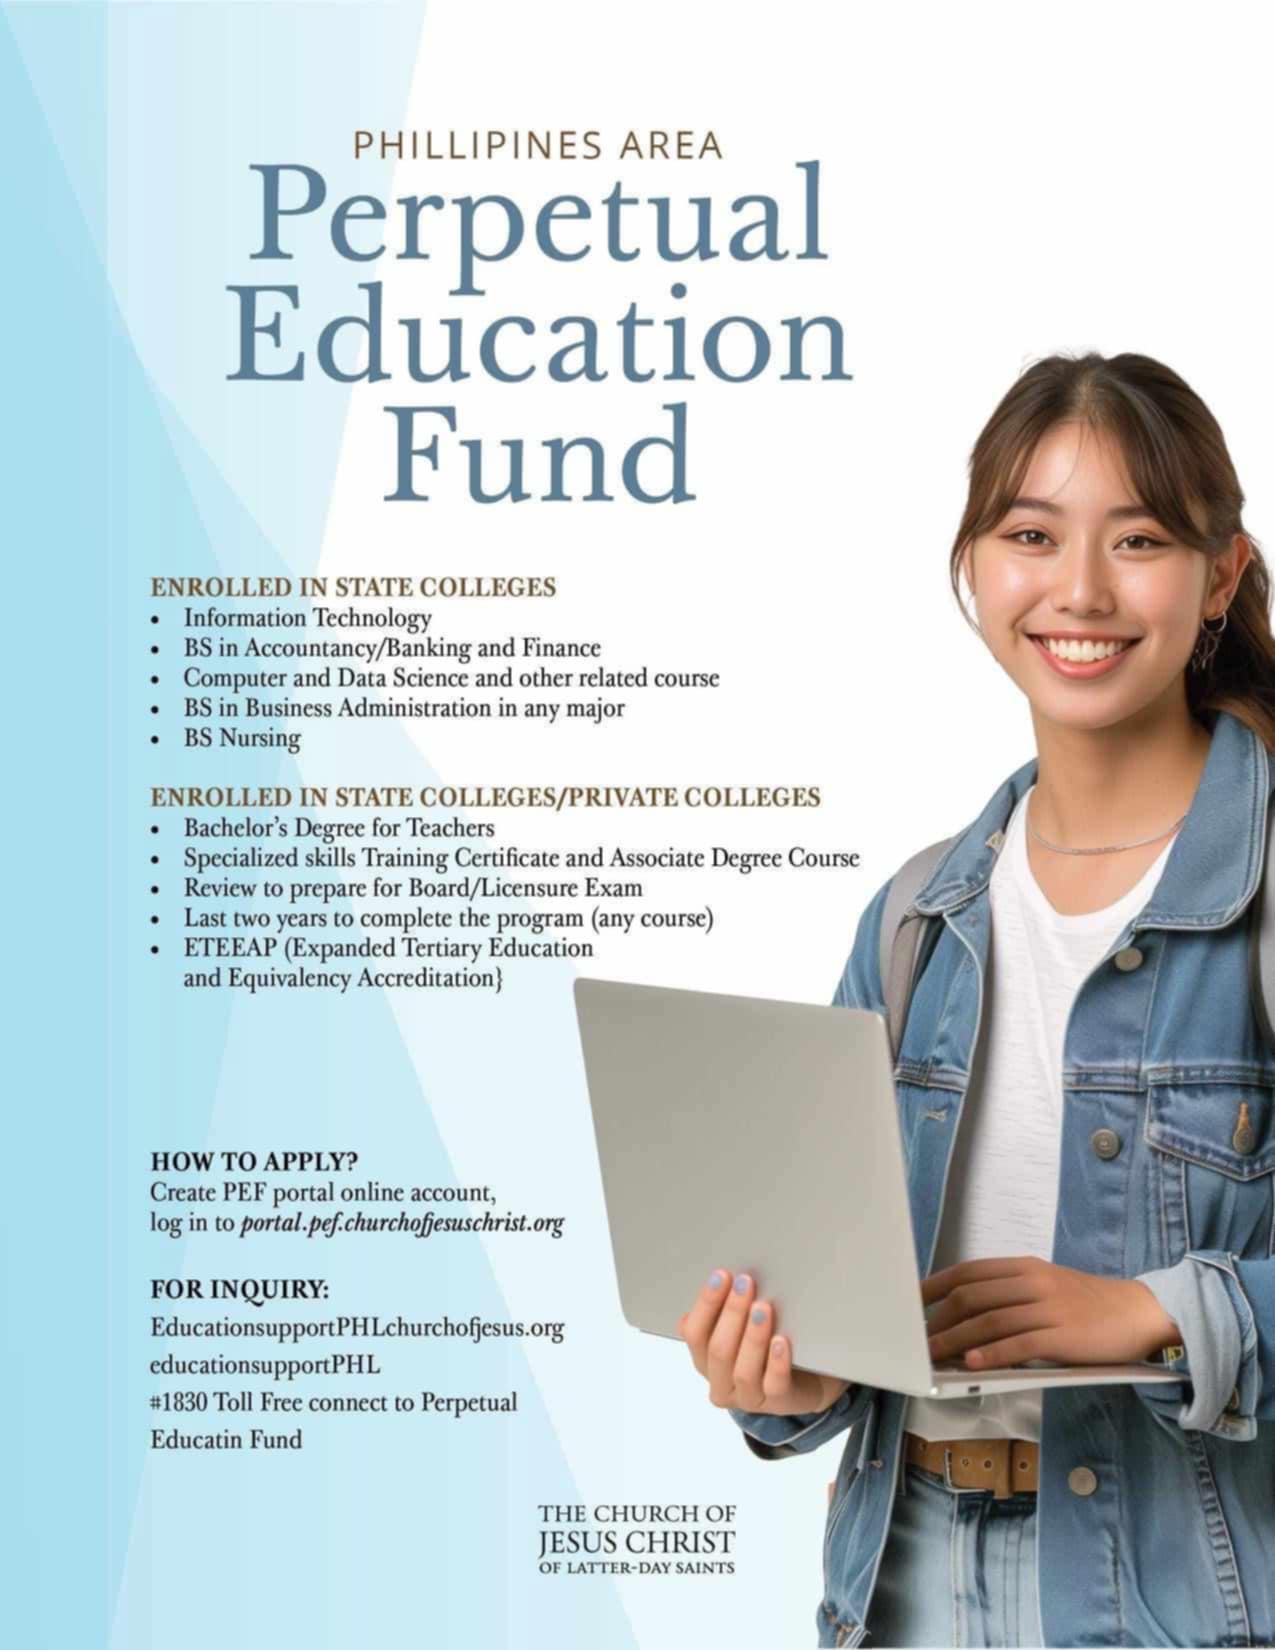 PHILLIPINES AREA
Perpetual
Education
Fund
ENROLLED IN STATE COLLEGES
• Information Technology
• BS in Accountancy/Banking and Finance
• Computer and Data Science and other related course
• BS in Business Administration in any major
• BS Nursing
ENROLLED IN STATE COLLEGES/PRIVATE COLLEGES
• Bachelor's Degree for Teachers
• Specialized skills Training Certificate and Associate Degree Course
• Review to prepare for Board/Licensure Exam
• Last two years to complete the program (any course)
• ETEEAP (Expanded Tertiary Education
and Equivalency Accreditation}
HOW TO APPLY?
Create PEF portal online account,
log in to portal.pef.churchofjesuschrist.org
FOR INQUIRY:
EducationsupportPHLchurchofjesus.org
educationsupportPHL
#1830 Toll Free connect to Perpetual
Educatin Fund
THE CHURCH OF
JESUS CHRIST
OF LATTER-DAY SAINTS